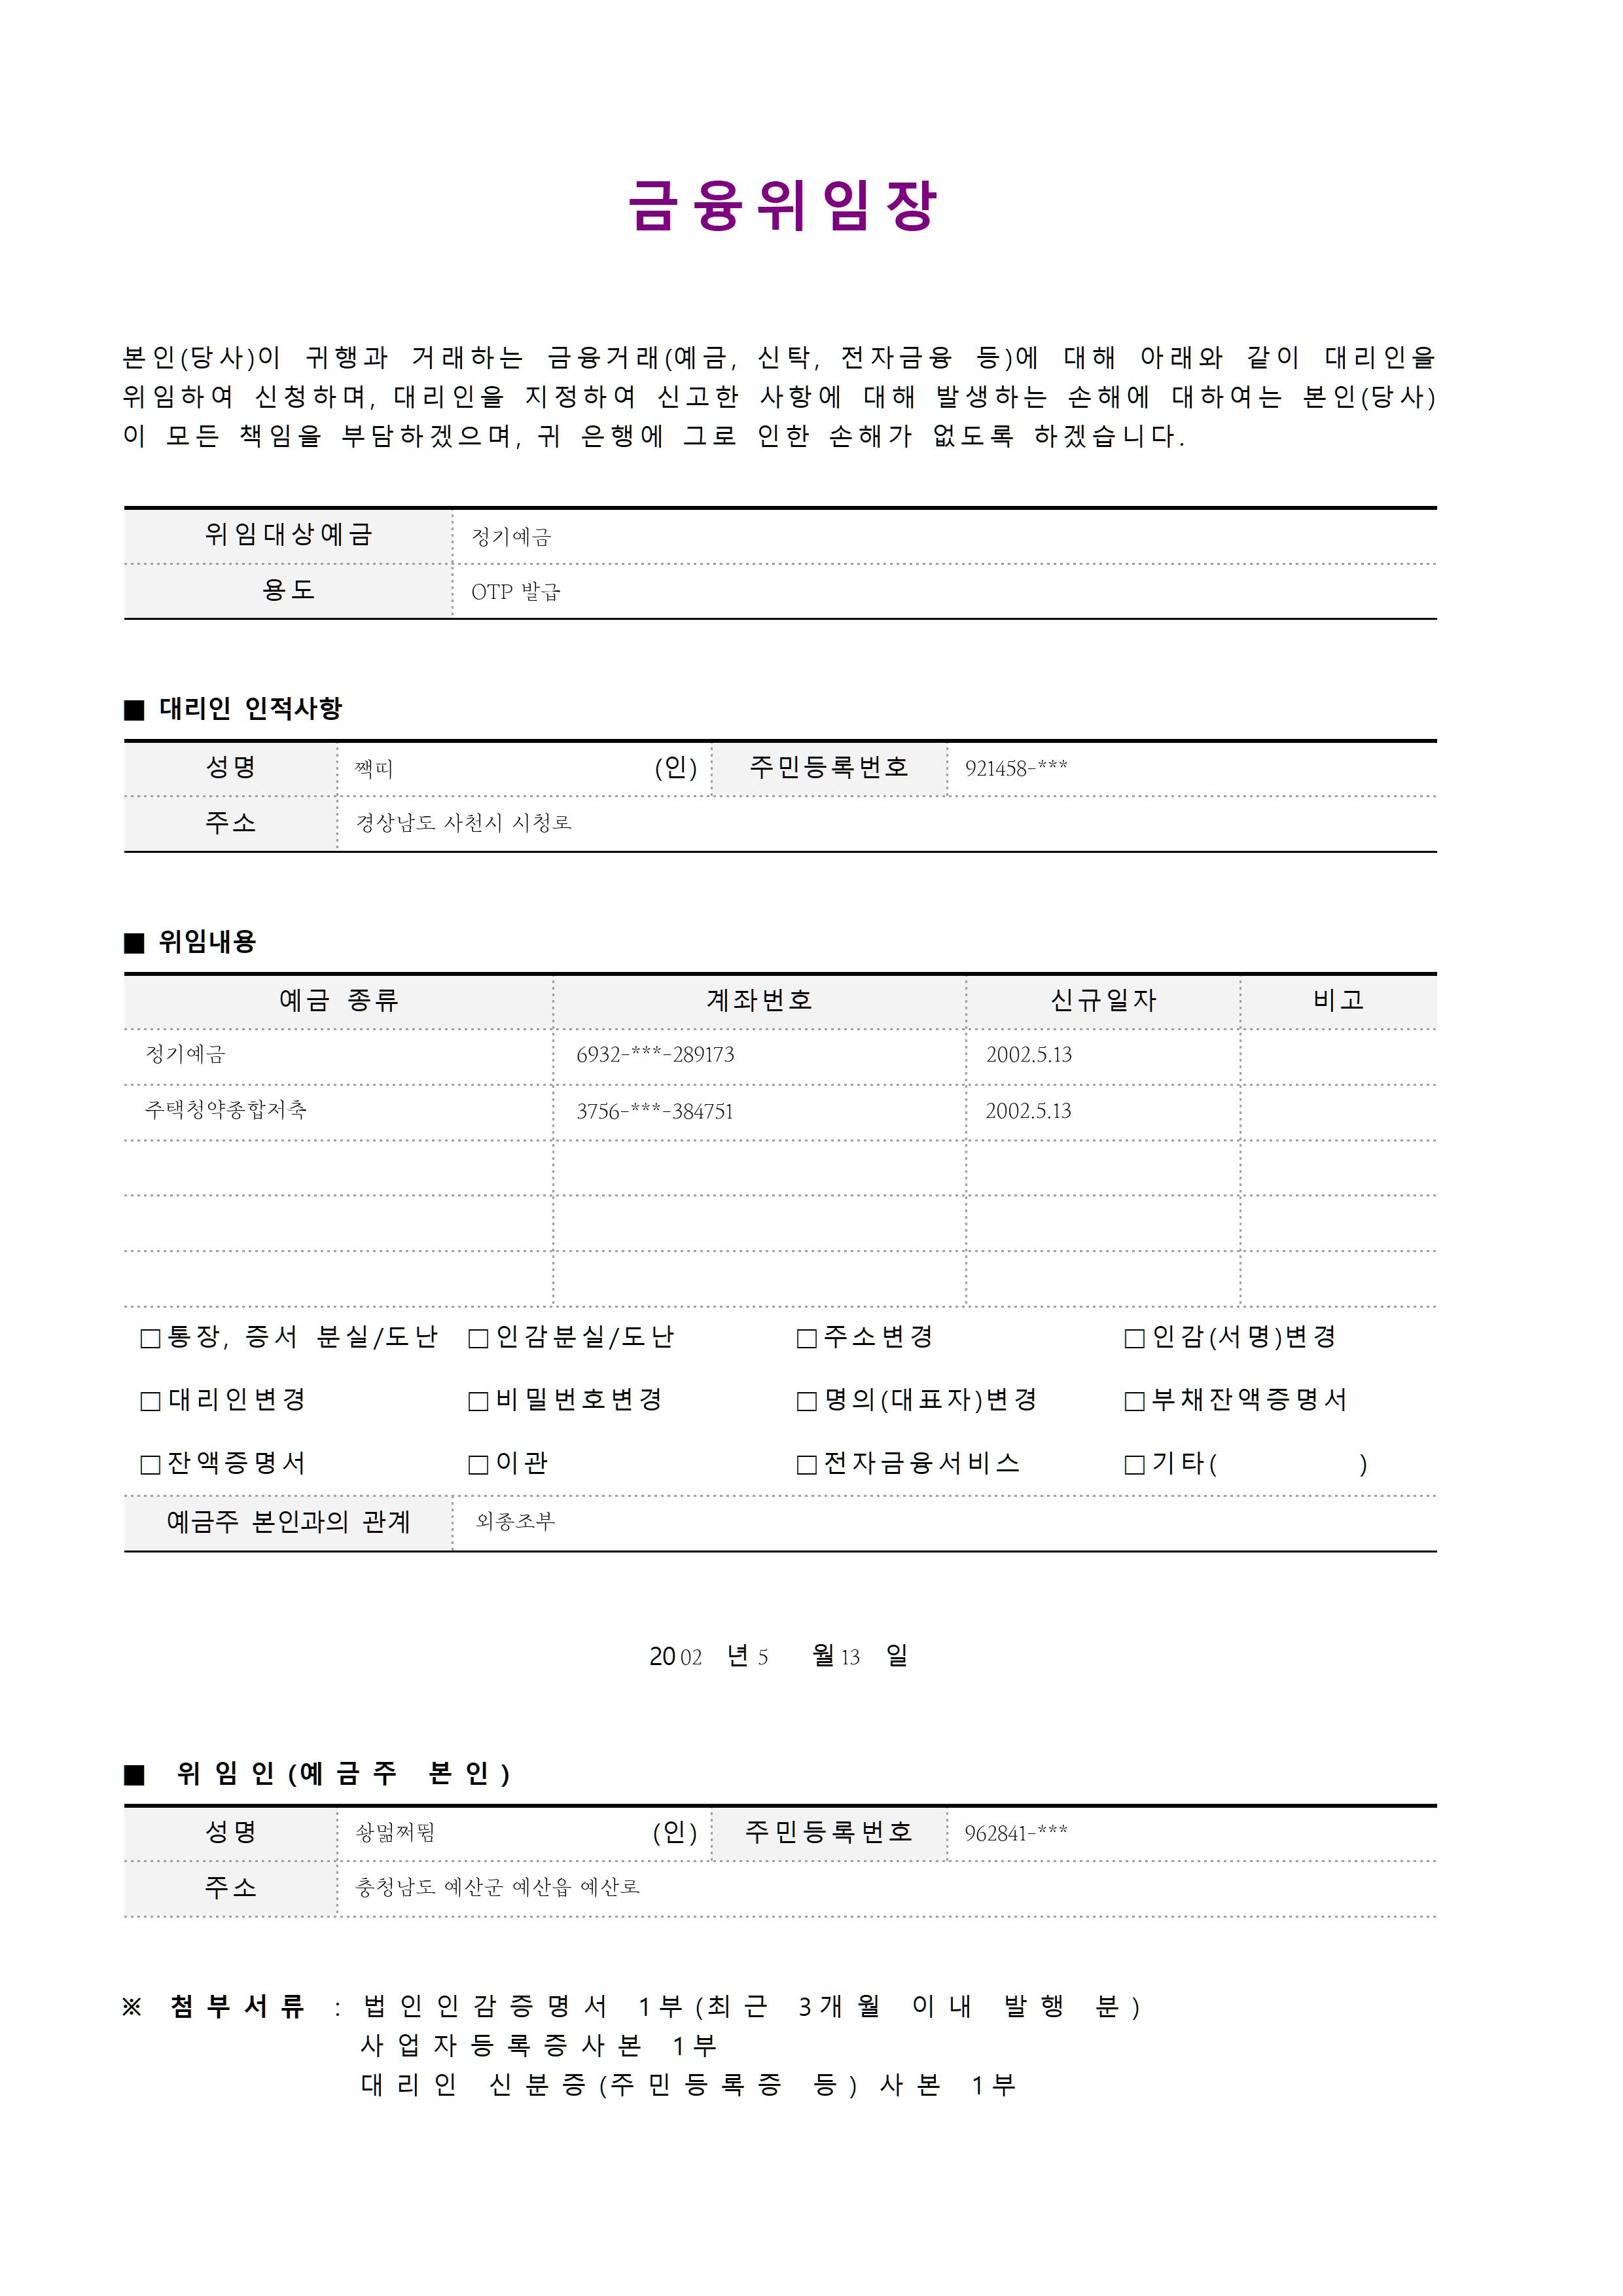 금융위임장
본인(당사)이 귀행과 거래하는 금융거래(예금, 신탁, 전자금융 등)에 대해 아래와 같이 대리인을
위임하여 신청하며, 대리인을 지정하여 신고한 사항에 대해 발생하는 손해에 대하여는 본인(당사)
이 모든 책임을 부담하겠으며, 귀 은행에 그로 인한 손해가 없도록 하겠습니다.
위임대상예금 정기예금
용도 OTP 발급
■ 대리인 인적사항
성명 짹띠 (인) 주민등록번호 921458-***
주소 경상남도 사천시 시청로
■ 위임내용
예금 종류 계좌번호 신규일자 비고
정기예금 6932-***-289173 2002.5.13
주택청약종합저축 3756-***-384751 2002.5.13
□통장, 증서 분실/도난 □인감분실/도난 □주소변경 □인감(서명)변경
□대리인변경 □비밀번호변경 □명의(대표자)변경 □부채잔액증명서
□잔액증명서 □이관 □전자금융서비스 □기타( )
예금주 본인과의 관계 외종조부
2002 년 5 월 13 일
■ 위임인(예금주 본인)
성명 (인) 주민등록번호 962841-***
주소 충청남도 예산군 예산읍 예산로
※ 첨부서류 : 법인인감증명서 1부(최근 3개월 이내 발행 분)
사업자등록증사본 1부
대리인 신분증(주민등록증 등) 사본 1부